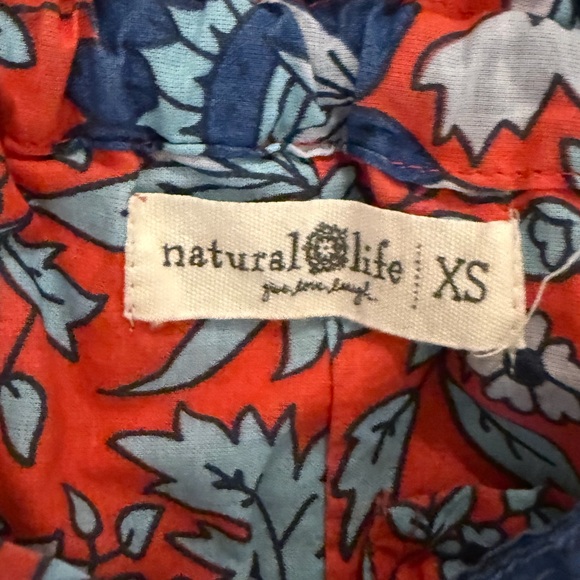 natural life
give, love, laugh.
XS